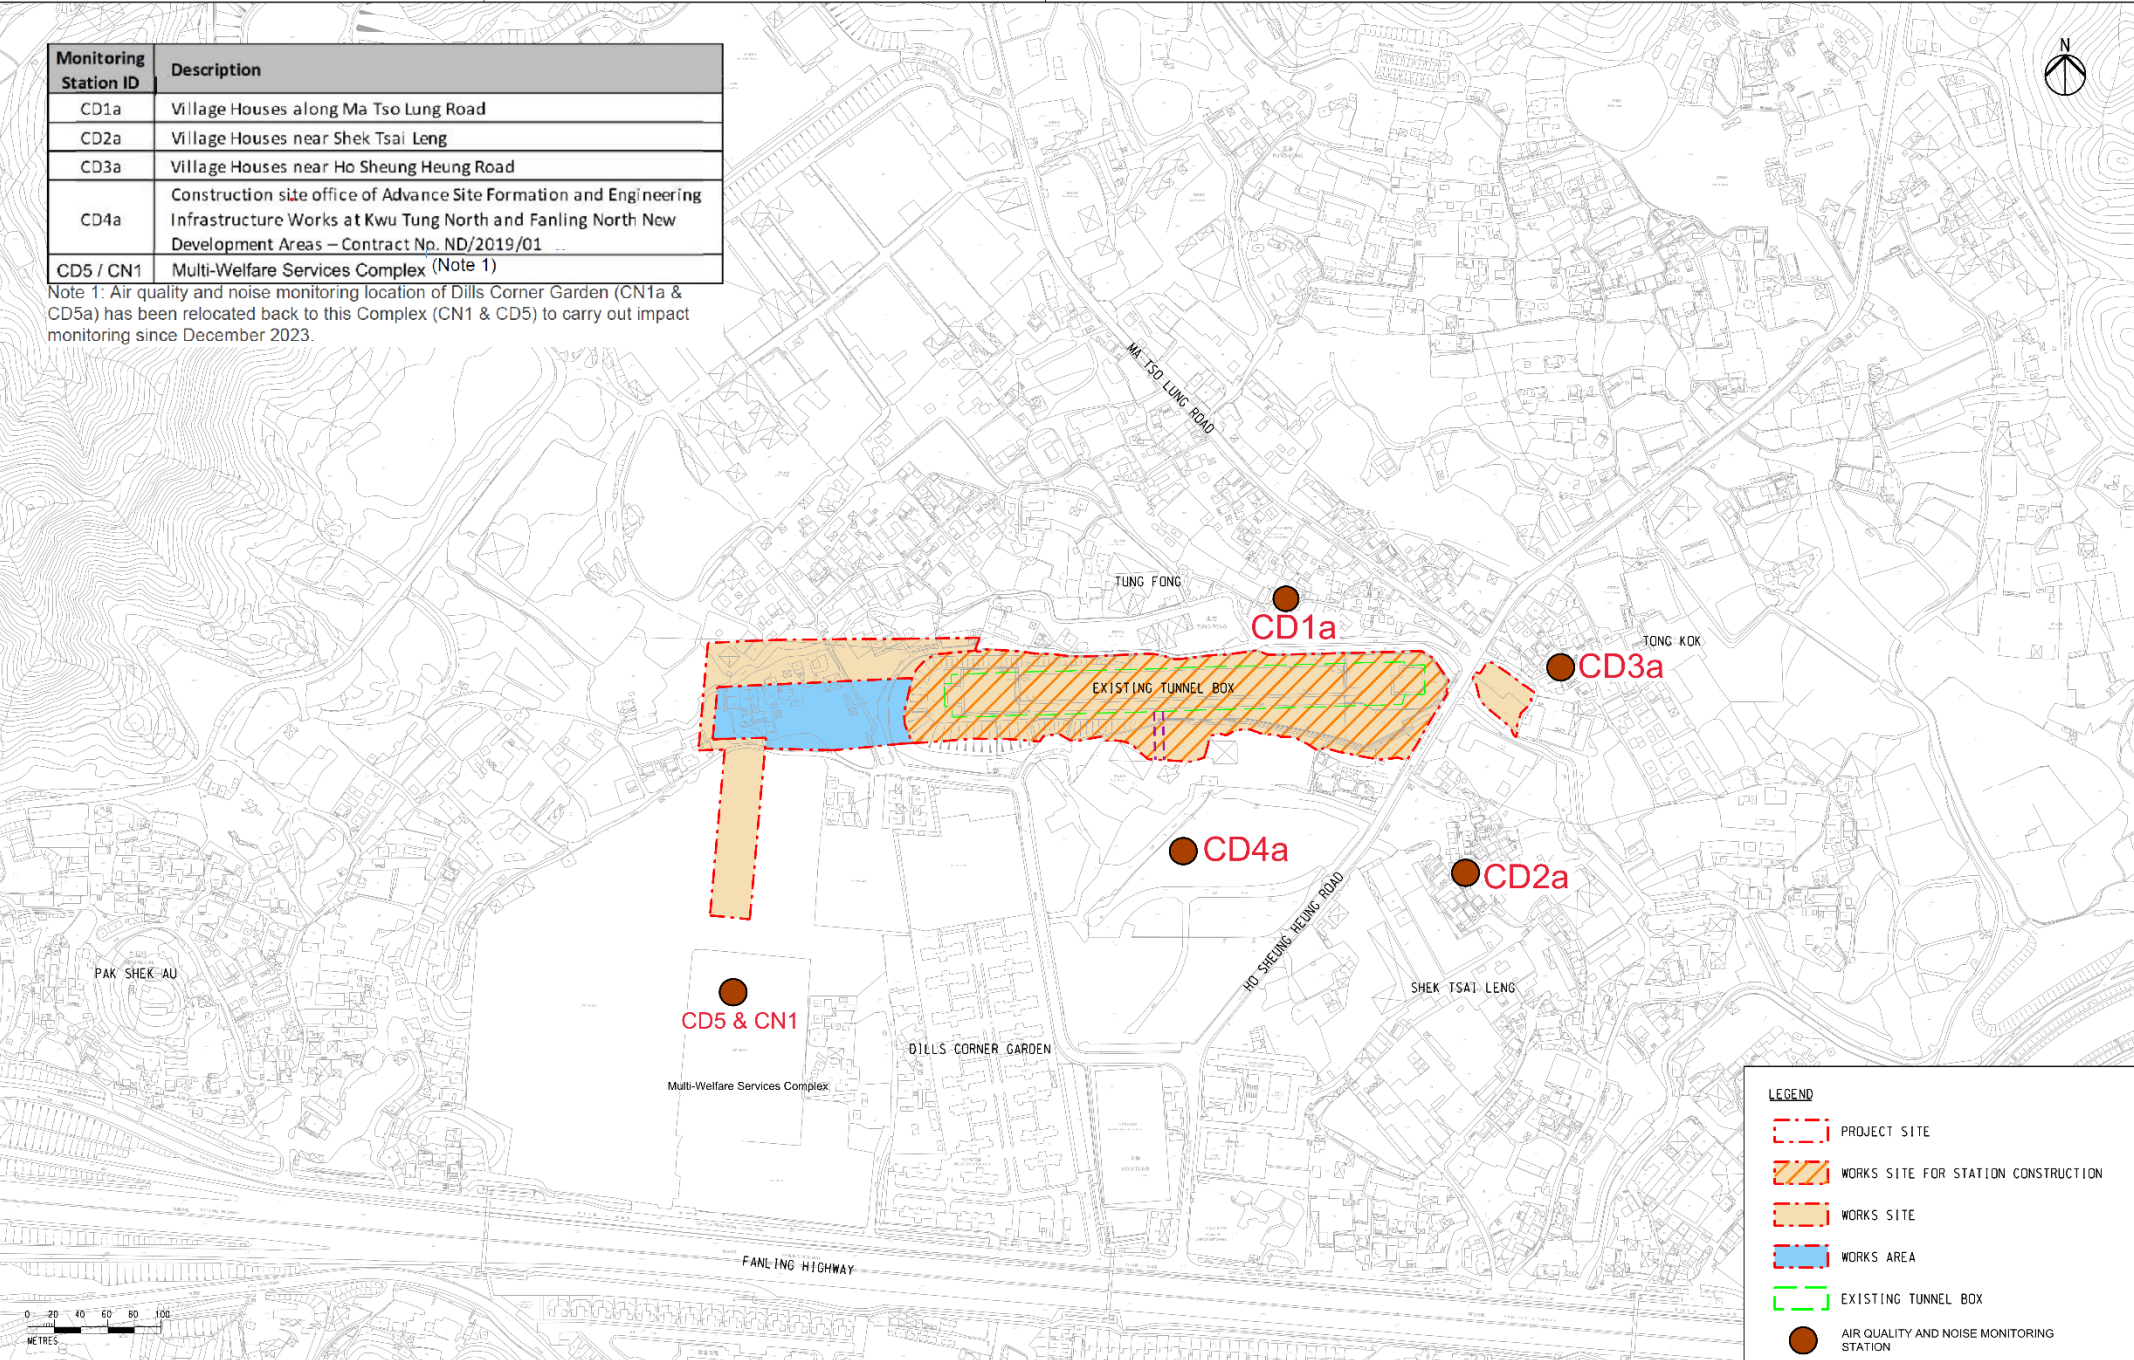 Monitoring Station ID
Description
CD1a
Village Houses along Ma Tso Lung Road
CD2a
Village Houses near Shek Tsai Leng
CD3a
Village Houses near Ho Sheung Heung Road
CD4a
Construction site office of Advance Site Formation and Engineering
Infrastructure Works at Kwu Tung North and Fanling North New
Development Areas – Contract No. ND/2019/01
CD5 / CN1
Multi-Welfare Services Complex (Note 1)
Note 1: Air quality and noise monitoring location of Dills Corner Garden (CN1a &
CD5a) has been relocated back to this Complex (CN1 & CD5) to carry out impact
monitoring since December 2023.
N
MA TSO LUNG ROAD
TUNG FONG
CD1a
TONG KOK
CD3a
EXISTING TUNNEL BOX
CD4a
CD2a
HO SHEUNG HEUNG ROAD
SHEK TSAI LENG
PAK SHEK AU
CD5 & CN1
DILLS CORNER GARDEN
Multi-Welfare Services Complex
FANLING HIGHWAY
0 20 40 60 80 100
METRES
LEGEND
PROJECT SITE
WORKS SITE FOR STATION CONSTRUCTION
WORKS SITE
WORKS AREA
EXISTING TUNNEL BOX
AIR QUALITY AND NOISE MONITORING
STATION